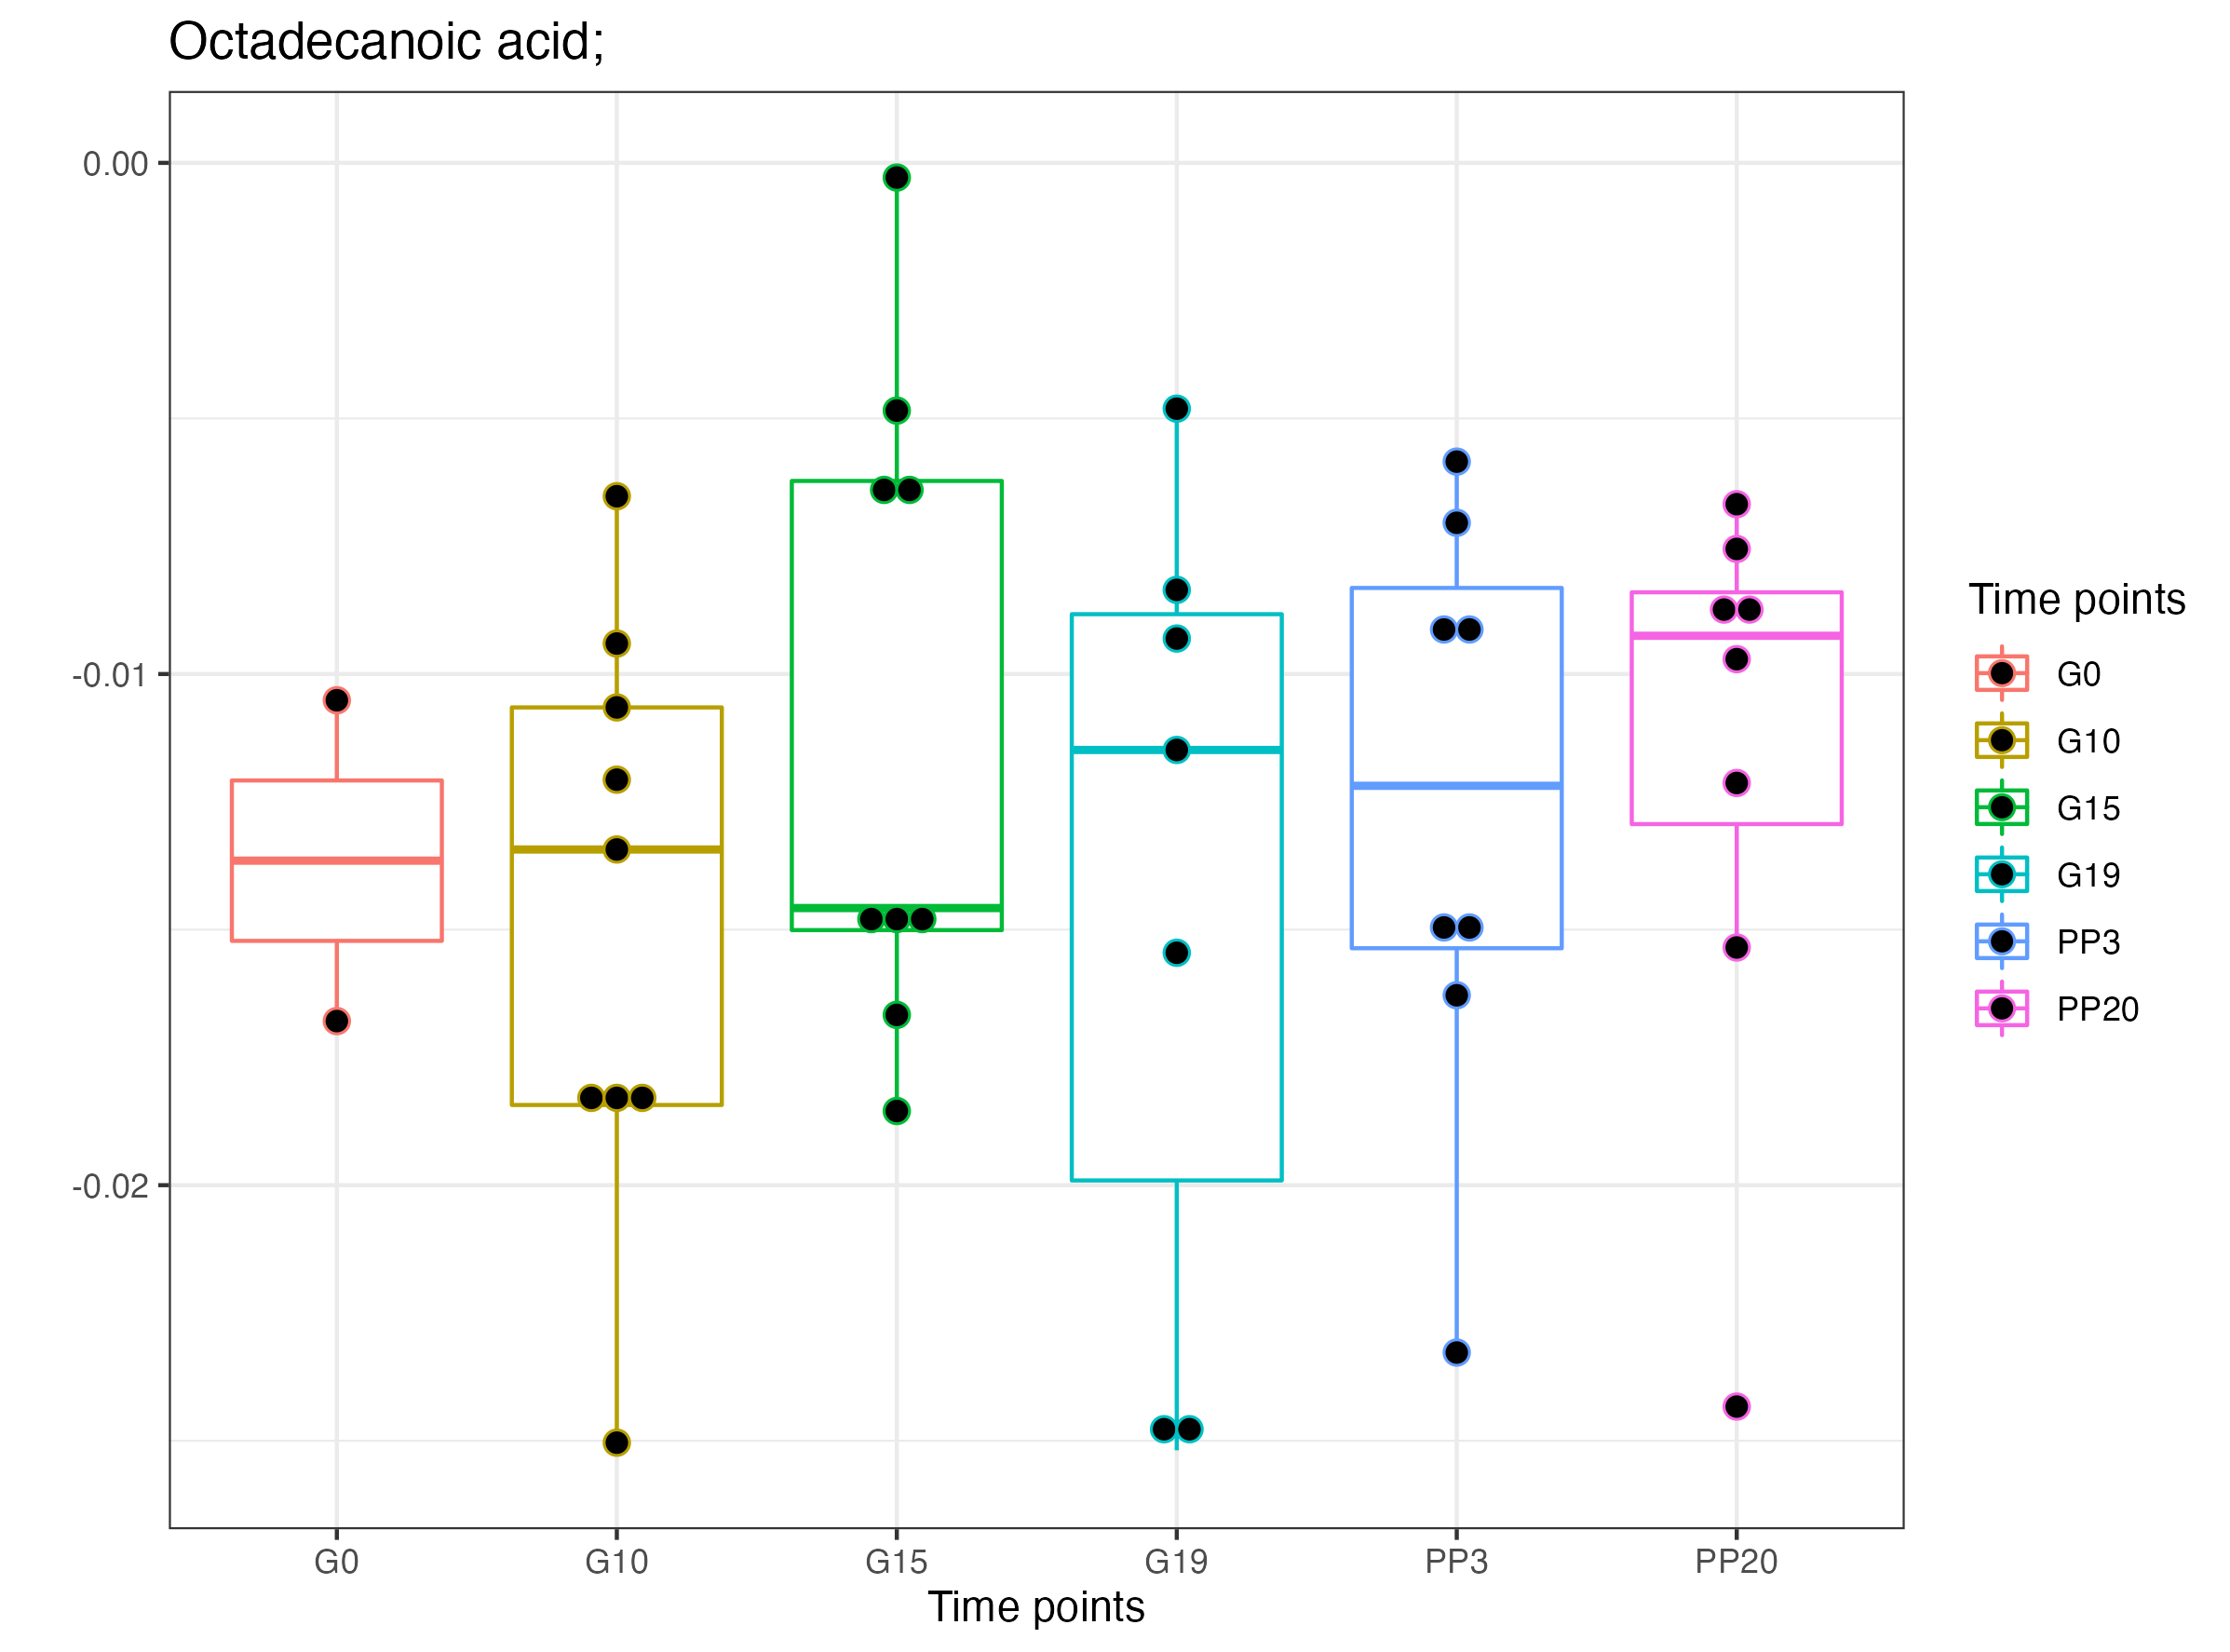 Octadecanoic acid;
0.00
-0.01
-0.02
G0 G10 G15 G19 PP3 PP20
Time points
Time points
G0
G10
G15
G19
PP3
PP20